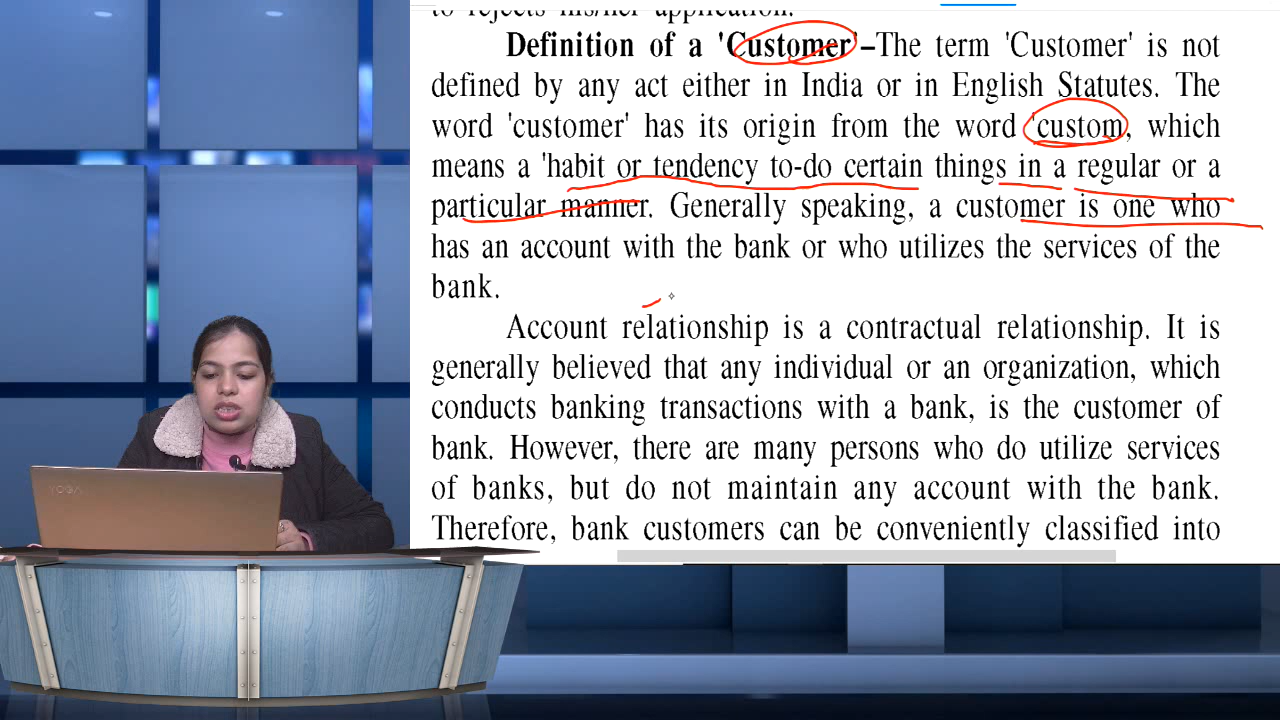 to rejects his/her application.
Definition of a 'Customer'–The term 'Customer' is not
defined by any act either in India or in English Statutes. The
word 'customer' has its origin from the word 'custom, which
means a 'habit or tendency to-do certain things in a regular or a
particular manner. Generally speaking, a customer is one who
has an account with the bank or who utilizes the services of the
bank.
Account relationship is a contractual relationship. It is
generally believed that any individual or an organization, which
conducts banking transactions with a bank, is the customer of
bank. However, there are many persons who do utilize services
of banks, but do not maintain any account with the bank.
Therefore, bank customers can be conveniently classified into
YOGA